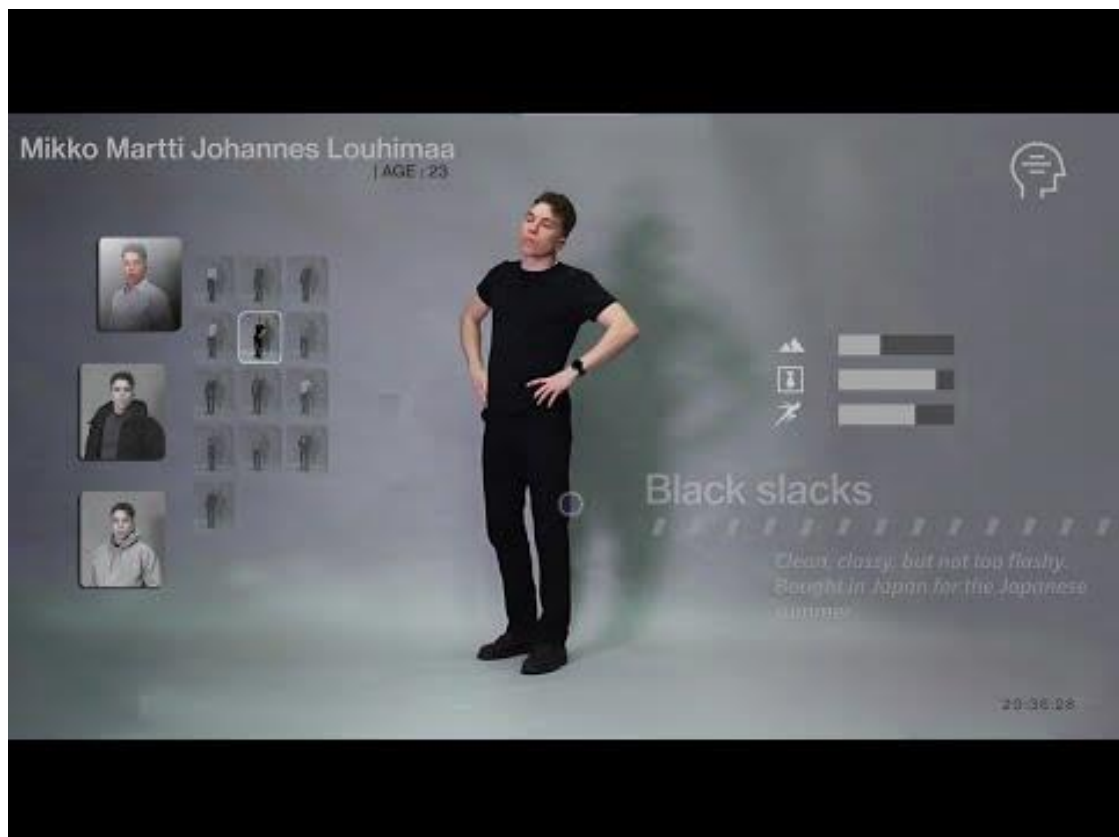 Mikko Martti Johannes Louhimaa
| AGE : 23
Black slacks
Clean, classy, but not too flashy.
Bought in Japan for the Japanese
summer
20:36:28